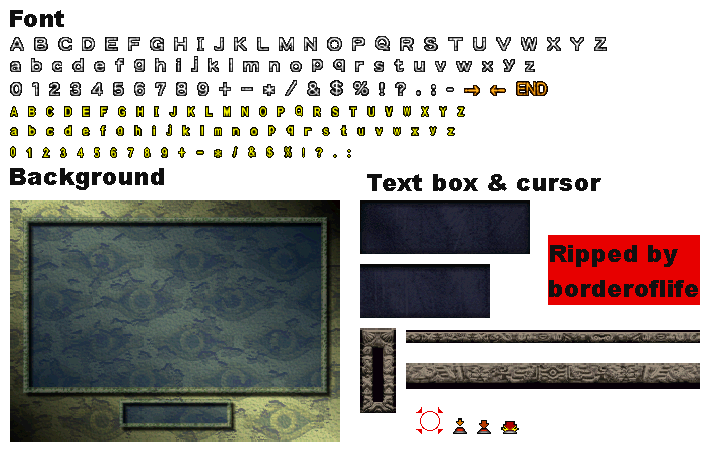 Font
A B C D E F G H I J K L M N O P Q R S T U V W X Y Z
a b c d e f g h i j k l m n o p q r s t u v w x y z
0 1 2 3 4 5 6 7 8 9 + - * / & $ % ! ? . : - → ← END
A B C D E F G H I J K L M N O P Q R S T U V W X Y Z
a b c d e f g h i j k l m n o p q r s t u v w x y z
0 1 2 3 4 5 6 7 8 9 + - * / & $ % ! ? . :
Background
Text box & cursor
Ripped by
borderoflife